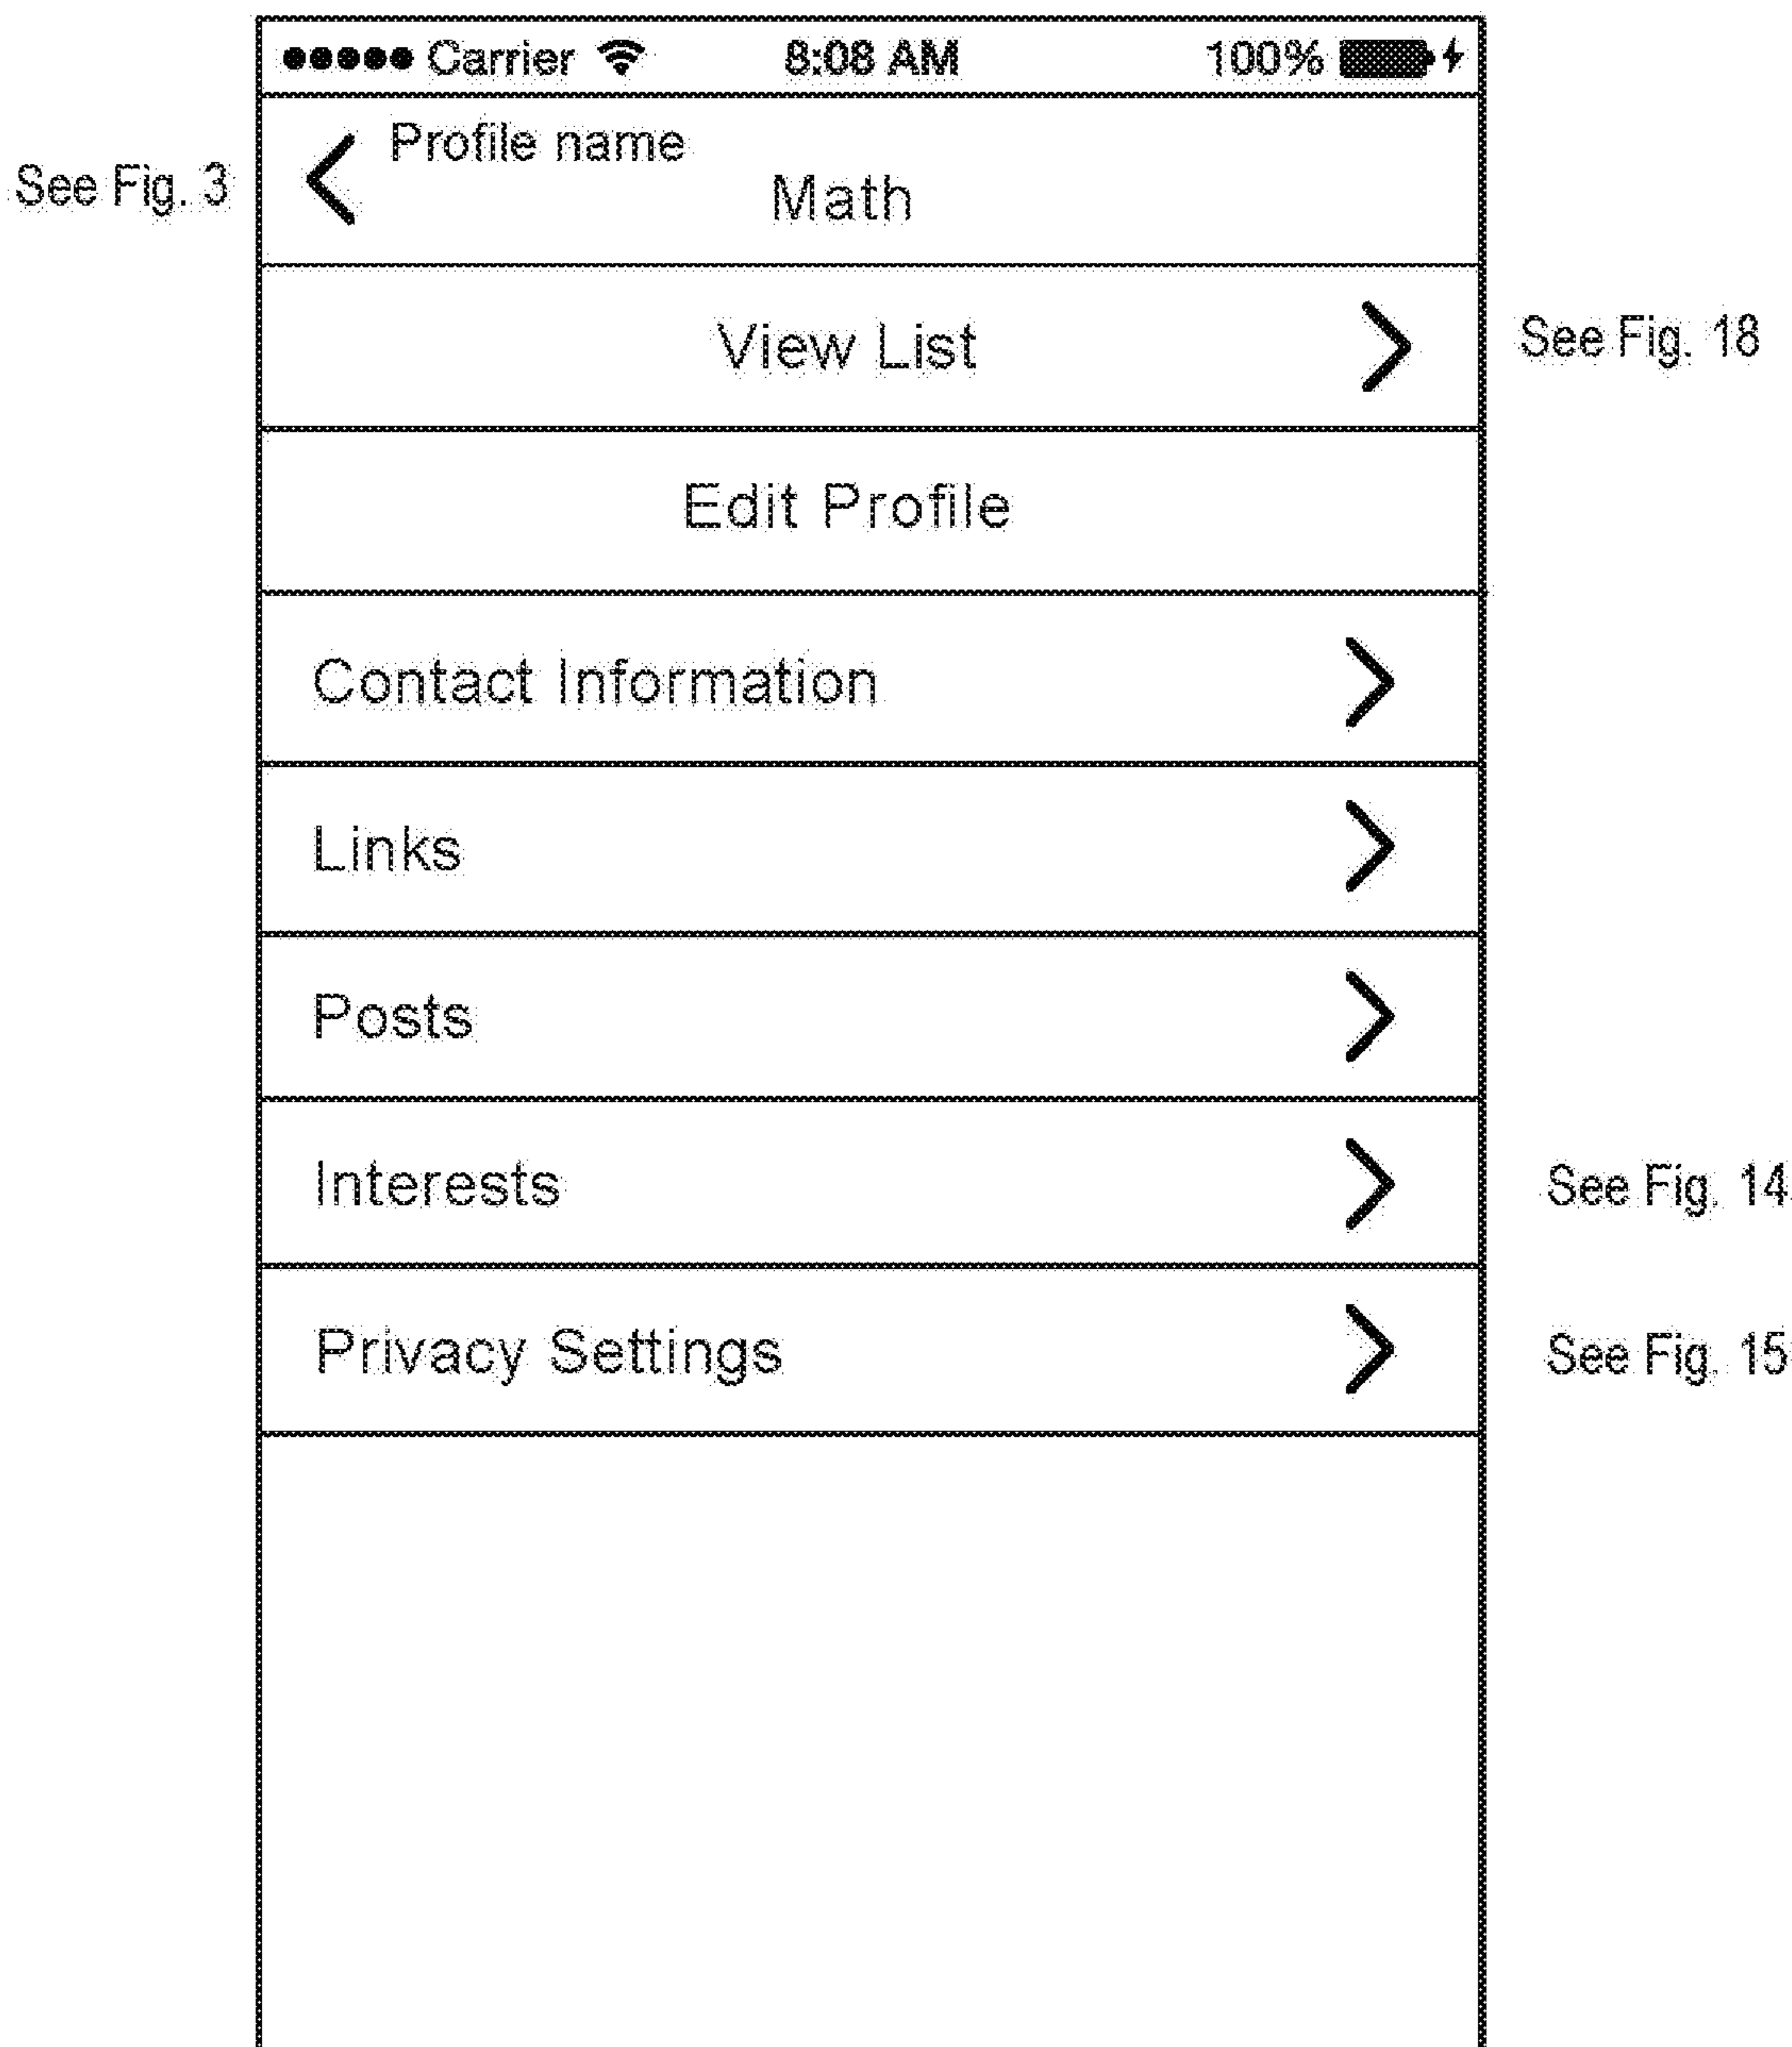 Carrier 8:08 AM 100%
Profile name
See Fig. 3
Math
View List
See Fig. 18
Edit Profile
Contact Information
Links
Posts
Interests
See Fig. 14
Privacy Settings
See Fig. 15